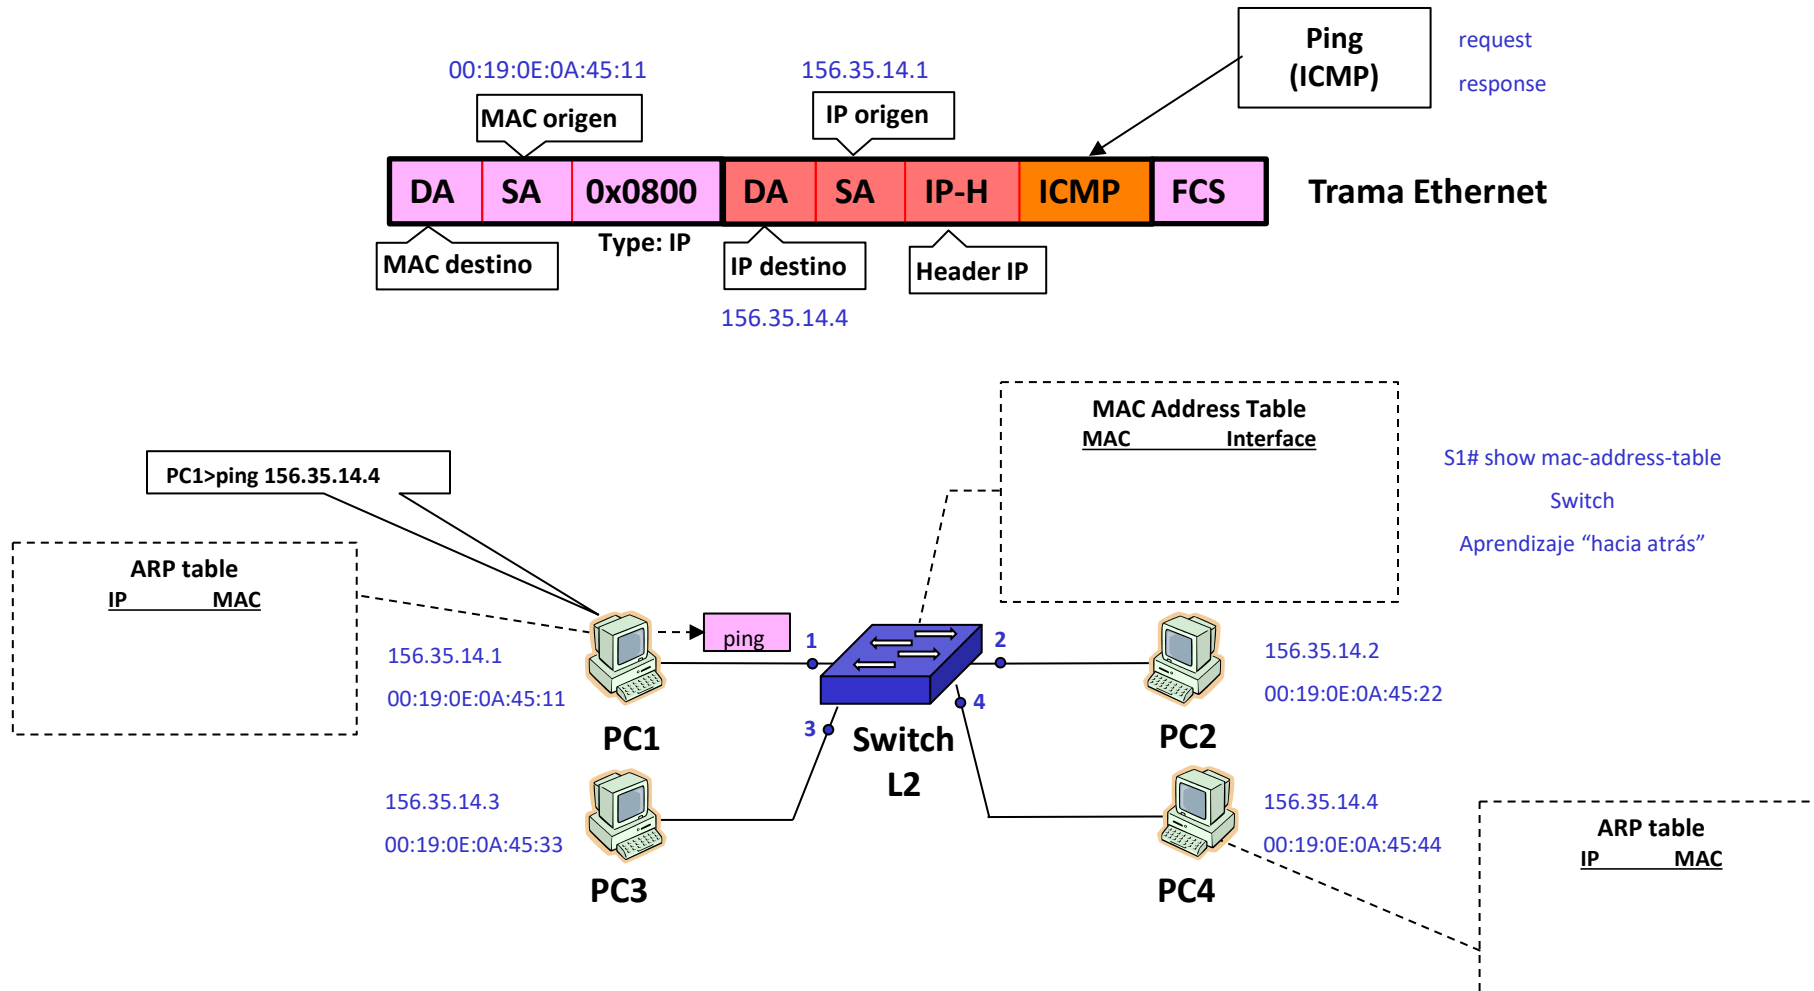 Ping
(ICMP)
request
response
00:19:0E:0A:45:11
156.35.14.1
MAC origen
IP origen
DA SA 0x0800 DA SA IP-H ICMP FCS
Trama Ethernet
MAC destino
Type: IP
IP destino
Header IP
156.35.14.4
MAC Address Table
MAC Interface
S1# show mac-address-table
Switch
Aprendizaje “hacia atrás”
PC1>ping 156.35.14.4
ARP table
IP MAC
ping
1
2
3
4
156.35.14.1
00:19:0E:0A:45:11
PC1
Switch
L2
156.35.14.2
00:19:0E:0A:45:22
PC2
156.35.14.3
00:19:0E:0A:45:33
PC3
156.35.14.4
00:19:0E:0A:45:44
PC4
ARP table
IP MAC